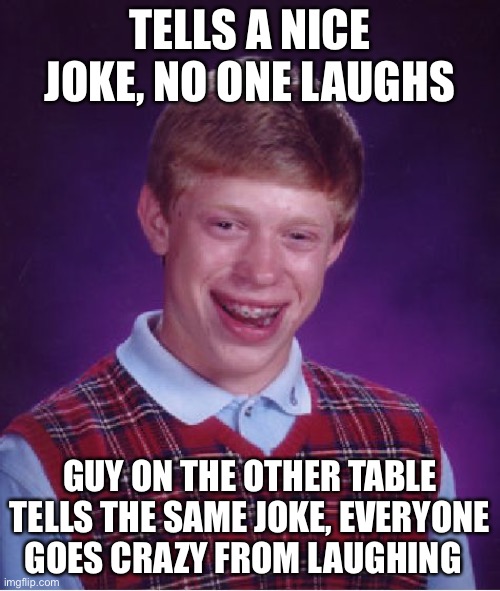 TELLS A NICE
JOKE, NO ONE LAUGHS
GUY ON THE OTHER TABLE
TELLS THE SAME JOKE, EVERYONE
GOES CRAZY FROM LAUGHING
imgflip.com